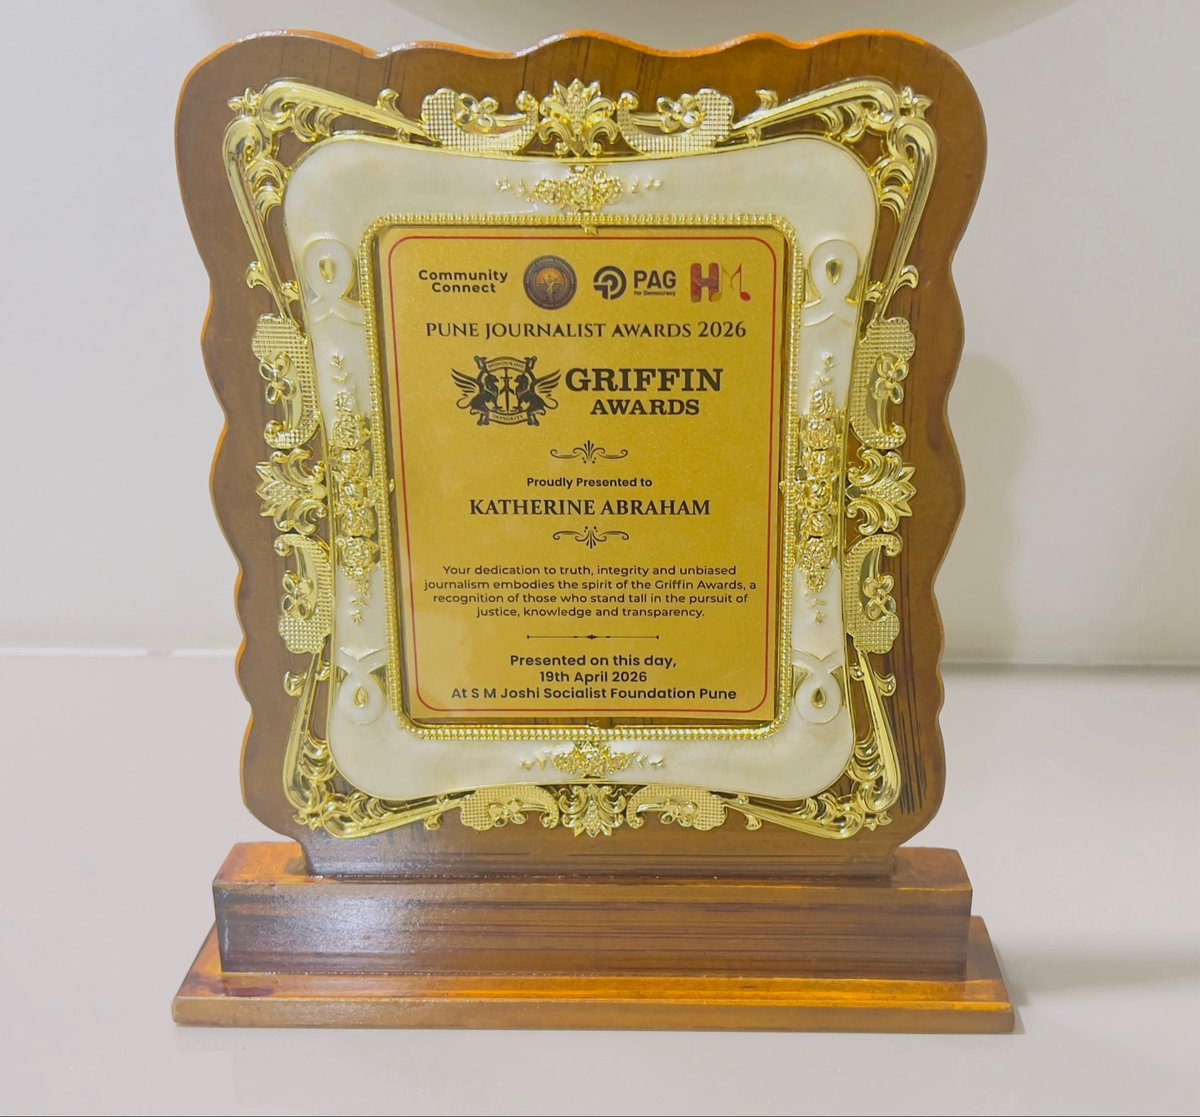 Community
Connect
PAG
for Democracy
HM
PUNE JOURNALIST AWARDS 2026
HONOURING
INTEGRITY
GRIFFIN
AWARDS
Proudly Presented to
KATHERINE ABRAHAM
Your dedication to truth, integrity and unbiased
journalism embodies the spirit of the Griffin Awards, a
recognition of those who stand tall in the pursuit of
justice, knowledge and transparency.
Presented on this day,
19th April 2026
At S M Joshi Socialist Foundation Pune